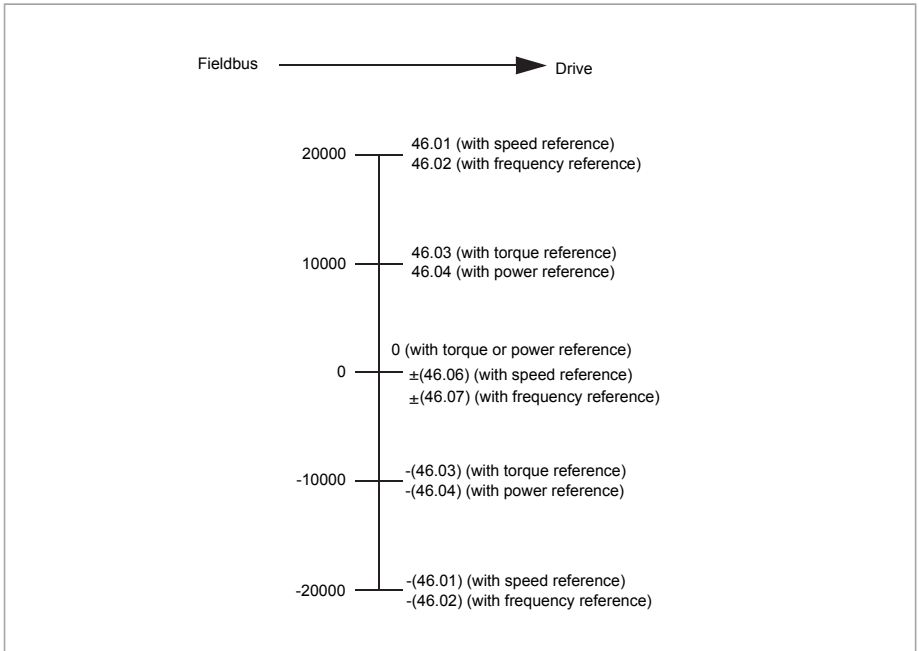 Fieldbus
Drive
20000
46.01 (with speed reference)
46.02 (with frequency reference)
10000
46.03 (with torque reference)
46.04 (with power reference)
0 (with torque or power reference)
0
±(46.06) (with speed reference)
±(46.07) (with frequency reference)
-10000
-(46.03) (with torque reference)
-(46.04) (with power reference)
-20000
-(46.01) (with speed reference)
-(46.02) (with frequency reference)